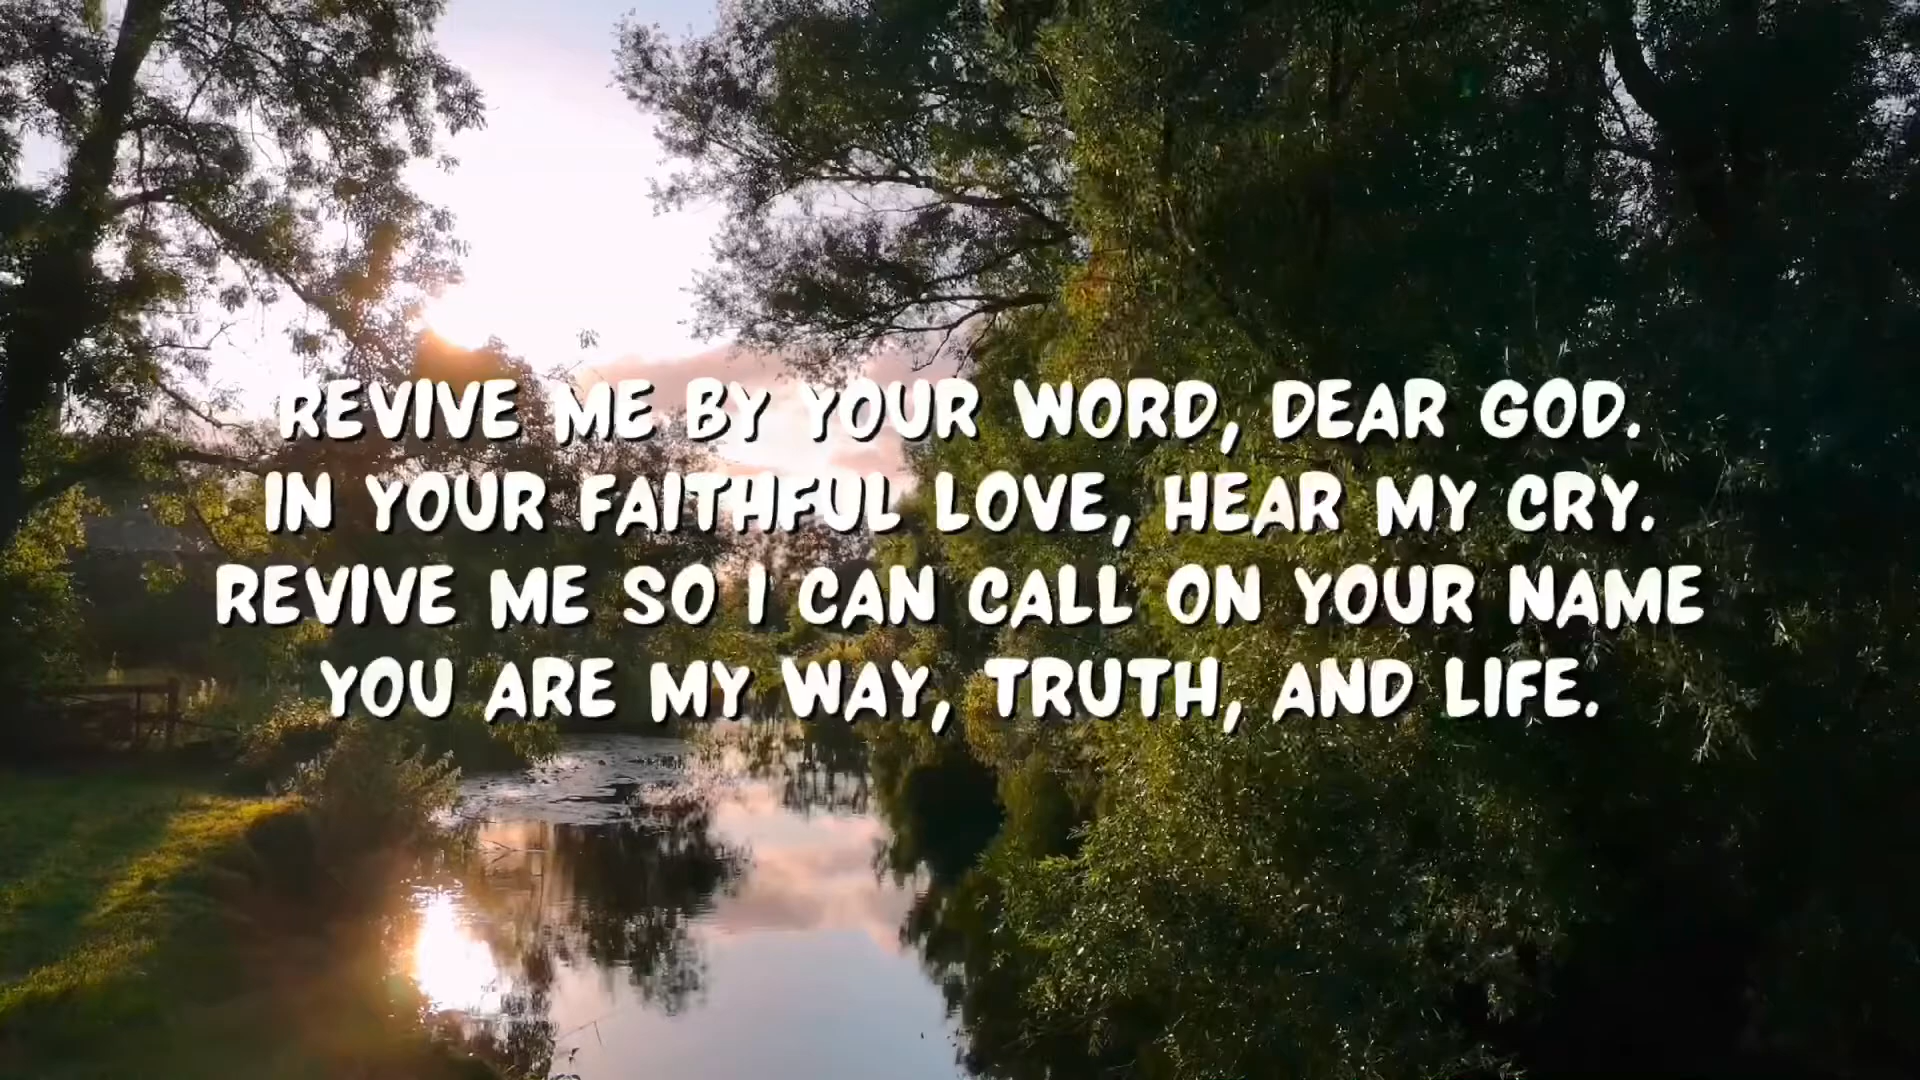 REVIVE ME BY YOUR WORD, DEAR GOD.
IN YOUR FAITHFUL LOVE, HEAR MY CRY.
REVIVE ME SO I CAN CALL ON YOUR NAME
YOU ARE MY WAY, TRUTH, AND LIFE.